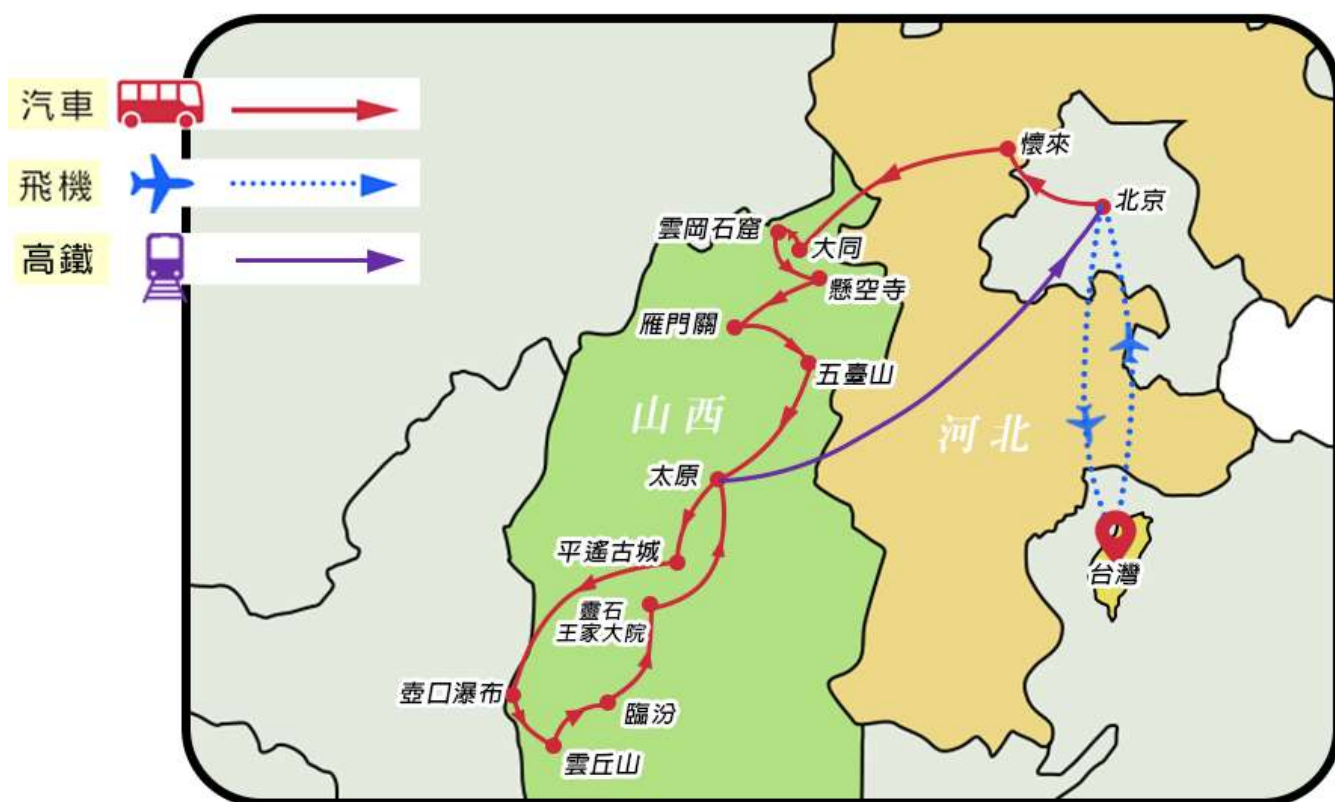 汽車
飛機
高鐵
懷來
北京
雲岡石窟
大同
懸空寺
雁門關
五臺山
山西
河北
太原
平遙古城
台灣
靈石
王家大院
壺口瀑布
臨汾
雲丘山